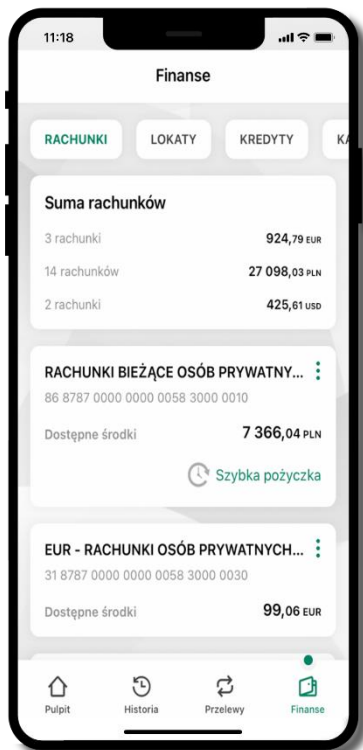 11:18
Finanse
RACHUNKI LOKATY KREDYTY KA
Suma rachunków
3 rachunki 924,79 EUR
14 rachunków 27 098,03 PLN
2 rachunki 425,61 USD
RACHUNKI BIEŻĄCE OSÓB PRYWATNY...
86 8787 0000 0000 0058 3000 0010
Dostępne środki 7 366,04 PLN
Szybka pożyczka
EUR - RACHUNKI OSÓB PRYWATNYCH...
31 8787 0000 0000 0058 3000 0030
Dostępne środki 99,06 EUR
Pulpit Historia Przelewy Finanse